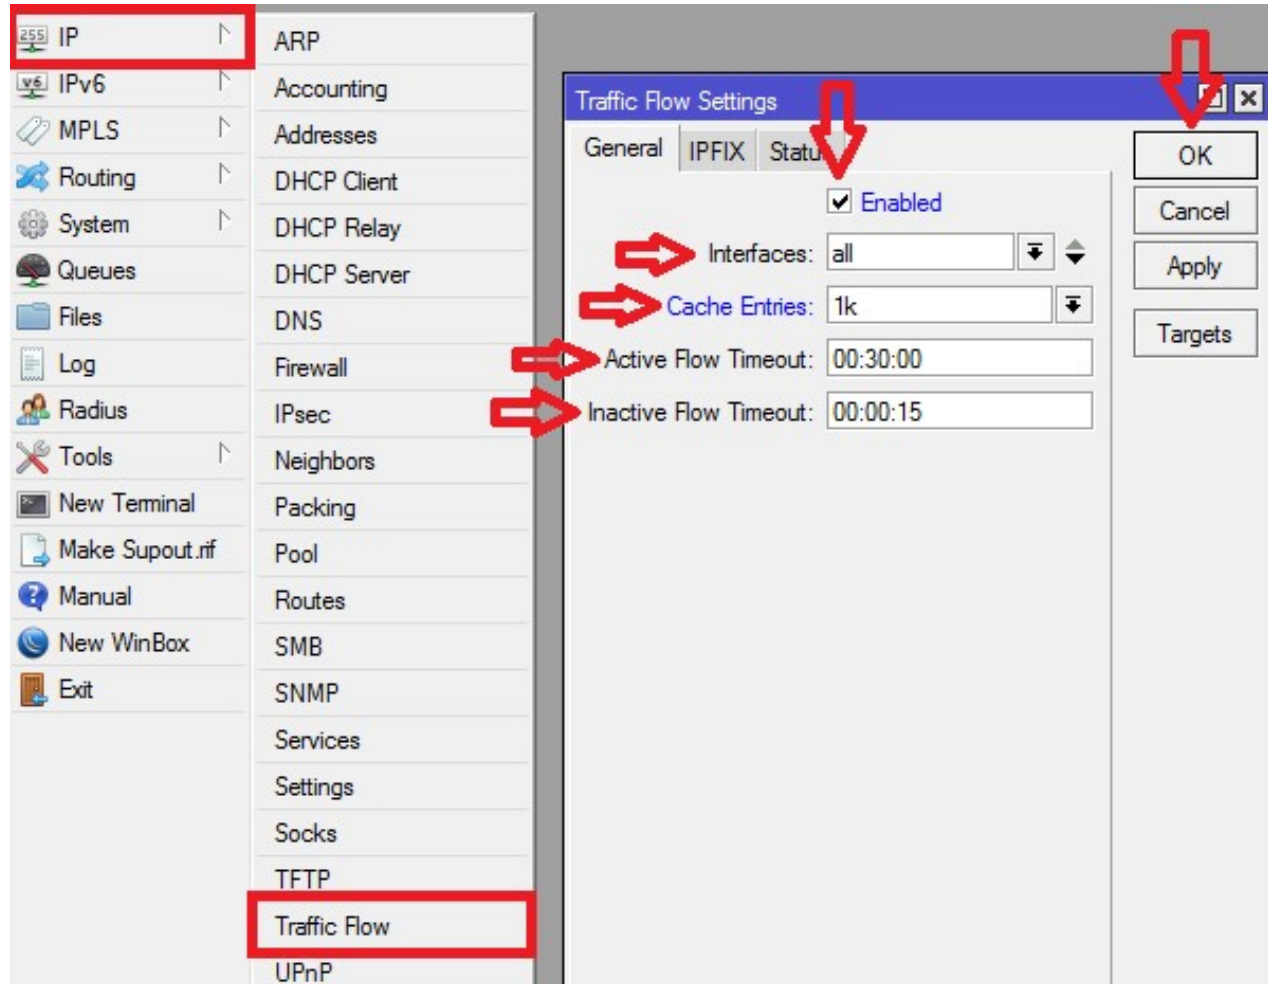 255 IP
v6 IPv6
MPLS
Routing
System
Queues
Files
Log
Radius
Tools
New Terminal
Make Supout.rif
Manual
New WinBox
Exit
ARP
Accounting
Addresses
DHCP Client
DHCP Relay
DHCP Server
DNS
Firewall
IPsec
Neighbors
Packing
Pool
Routes
SMB
SNMP
Services
Settings
Socks
TFTP
Traffic Flow
UPnP
Traffic Flow Settings
General IPFIX Statu
Enabled
Interfaces: all
Cache Entries: 1k
Active Flow Timeout: 00:30:00
Inactive Flow Timeout: 00:00:15
OK
Cancel
Apply
Targets